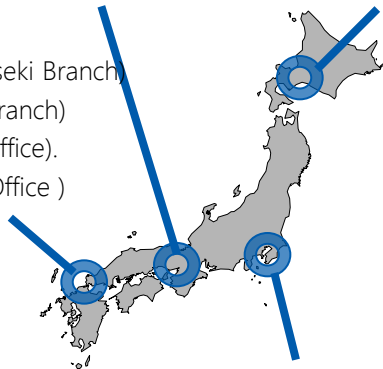 seki Branch)
ranch)
ffice).
Office )